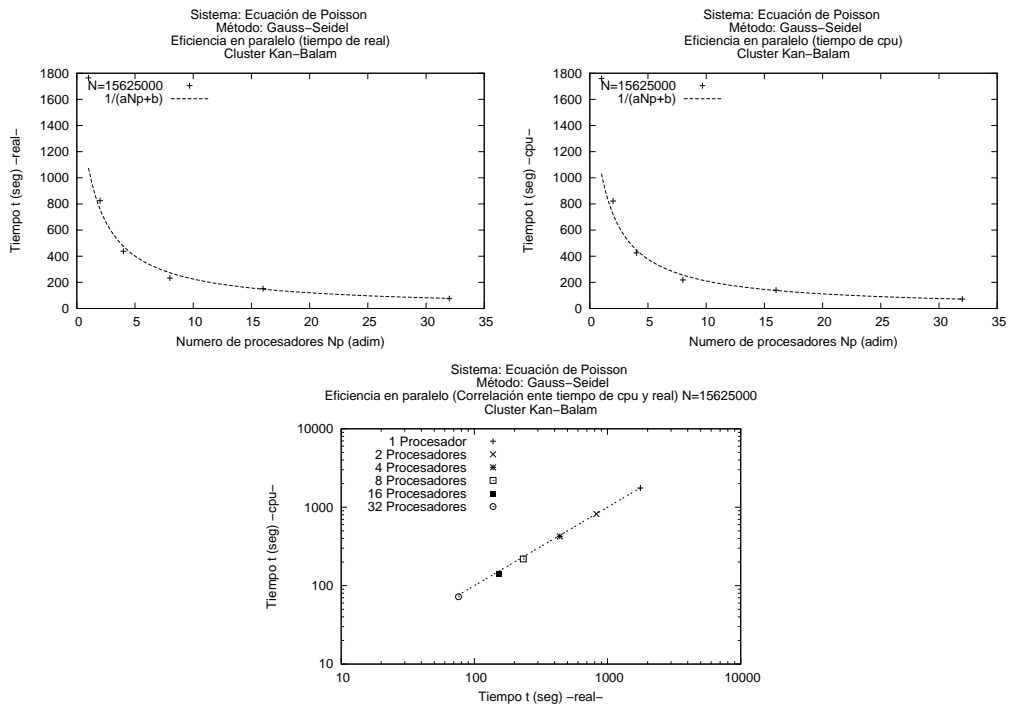 Sistema: Ecuación de Poisson
Método: Gauss−Seidel
Eficiencia en paralelo (tiempo de real)
Cluster Kan−Balam
1800
1600
1400
1200
1000
800
600
400
200
0
0 5 10 15 20 25 30 35
Tiempo t (seg) −real−
Numero de procesadores Np (adim)
N=15625000
1/(aNp+b)
Sistema: Ecuación de Poisson
Método: Gauss−Seidel
Eficiencia en paralelo (tiempo de cpu)
Cluster Kan−Balam
1800
1600
1400
1200
1000
800
600
400
200
0
0 5 10 15 20 25 30 35
Tiempo t (seg) −cpu−
Numero de procesadores Np (adim)
N=15625000
1/(aNp+b)
Sistema: Ecuación de Poisson
Método: Gauss−Seidel
Eficiencia en paralelo (Correlación ente tiempo de cpu y real) N=15625000
Cluster Kan−Balam
10000
1000
100
10
10 100 1000 10000
Tiempo t (seg) −cpu−
Tiempo t (seg) −real−
1 Procesador
2 Procesadores
4 Procesadores
8 Procesadores
16 Procesadores
32 Procesadores